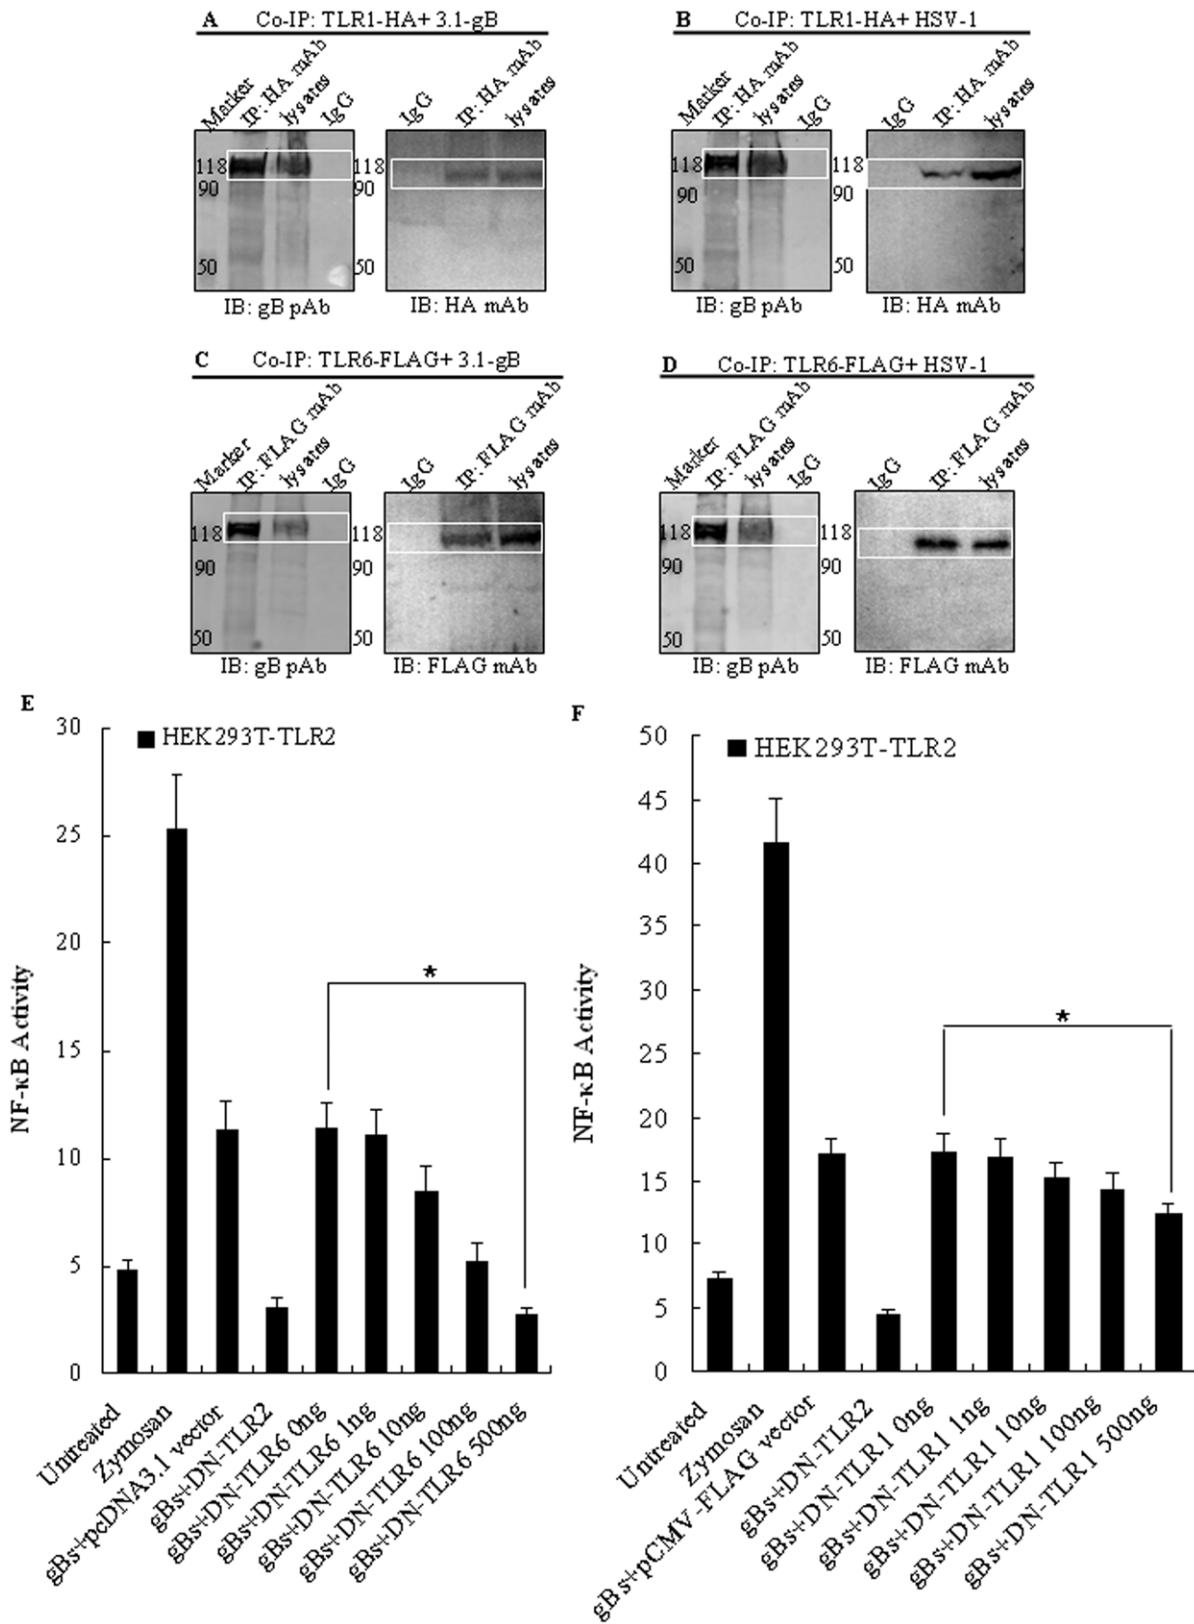 A Co-IP: TLR1-HA+ 3.1-gB
Marker
IP: HA mAb
lysates
IgG
IgG
IP: HA mAb
lysates
118
90
50
118
90
50
IB: gB pAb
IB: HA mAb
B Co-IP: TLR1-HA+ HSV-1
Marker
IP: HA mAb
lysates
IgG
IgG
IP: HA mAb
lysates
118
90
50
118
90
50
IB: gB pAb
IB: HA mAb
C Co-IP: TLR6-FLAG+ 3.1-gB
Marker
IP: FLAG mAb
lysates
IgG
IgG
IP: FLAG mAb
lysates
118
90
50
118
90
50
IB: gB pAb
IB: FLAG mAb
D Co-IP: TLR6-FLAG+ HSV-1
Marker
IP: FLAG mAb
lysates
IgG
IgG
IP: FLAG mAb
lysates
118
90
50
118
90
50
IB: gB pAb
IB: FLAG mAb
E
HEK293T-TLR2
NF-κB Activity
30
25
20
15
10
5
0
*
Untreated
Zymosan
gBs+pcDNA3.1 vector
gBs+DN-TLR2
gBs+DN-TLR6 0ng
gBs+DN-TLR6 1ng
gBs+DN-TLR6 10ng
gBs+DN-TLR6 100ng
gBs+DN-TLR6 500ng
F
HEK293T-TLR2
NF-κB Activity
50
45
40
35
30
25
20
15
10
5
0
*
Untreated
Zymosan
gBs+pCMV-FLAG vector
gBs+DN-TLR2
gBs+DN-TLR1 0ng
gBs+DN-TLR1 1ng
gBs+DN-TLR1 10ng
gBs+DN-TLR1 100ng
gBs+DN-TLR1 500ng